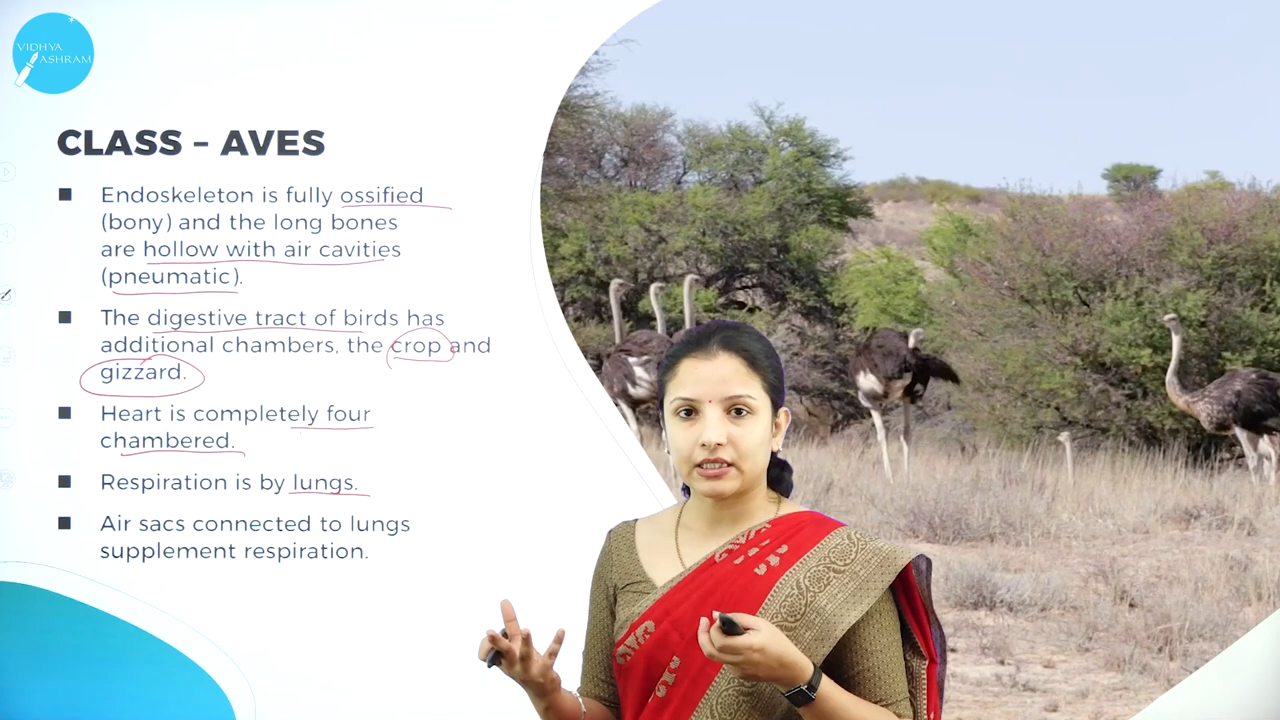 VIDHYA
ASHRAM
CLASS – AVES
■ Endoskeleton is fully ossified
(bony) and the long bones
are hollow with air cavities
(pneumatic).
■ The digestive tract of birds has
additional chambers, the crop and
gizzard.
■ Heart is completely four
chambered.
■ Respiration is by lungs.
■ Air sacs connected to lungs
supplement respiration.